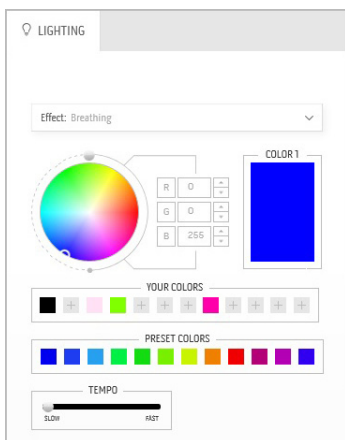 LIGHTING
Effect: Breathing
COLOR 1
R 0
G 0
B 255
YOUR COLORS
PRESET COLORS
TEMPO
SLOW FAST